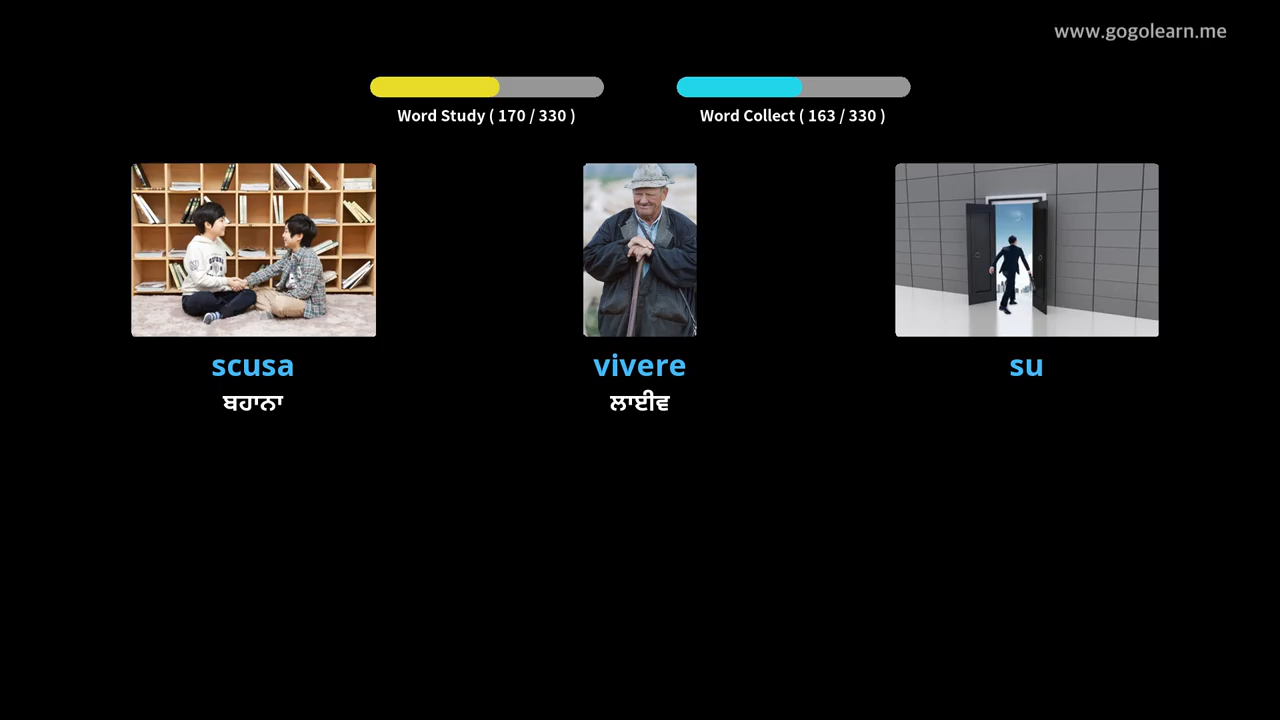 www.gogolearn.me
Word Study ( 170 / 330 )
Word Collect ( 163 / 330 )
scusa
ਬਹਾਨਾ
vivere
ਲਾਈਵ
su